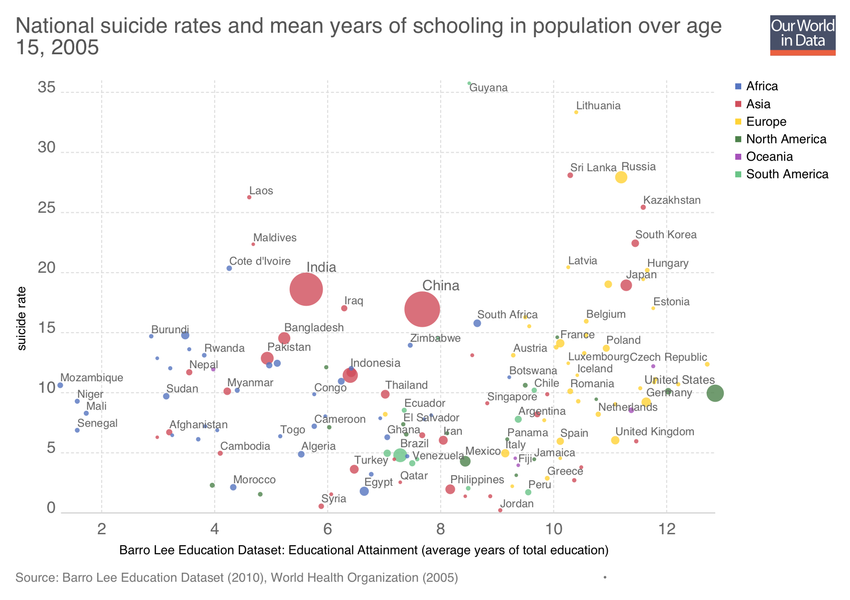 National suicide rates and mean years of schooling in population over age
15, 2005
Our World
in Data
Africa
Asia
Europe
North America
Oceania
South America
suicide rate
35
30
25
20
15
10
5
0
Guyana
Lithuania
Sri Lanka
Russia
Laos
Kazakhstan
Maldives
South Korea
Cote d'Ivoire
India
Latvia
Hungary
Japan
China
Iraq
Estonia
South Africa
Belgium
Burundi
Bangladesh
Zimbabwe
France
Poland
Rwanda
Pakistan
Austria
Luxembourg
Czech Republic
Nepal
Indonesia
Iceland
Mozambique
Myanmar
Botswana
Niger
Sudan
Congo
Thailand
Chile
Romania
United States
Mali
Singapore
Germany
Ecuador
Argentina
Netherlands
Senegal
Afghanistan
Togo
Cameroon
El Salvador
Ghana
Iran
Panama
Spain
United Kingdom
Cambodia
Algeria
Brazil
Venezuela
Mexico
Italy
Fiji
Jamaica
Turkey
Greece
Morocco
Egypt
Qatar
Philippines
Peru
Syria
Jordan
2
4
6
8
10
12
Barro Lee Education Dataset: Educational Attainment (average years of total education)
Source: Barro Lee Education Dataset (2010), World Health Organization (2005)